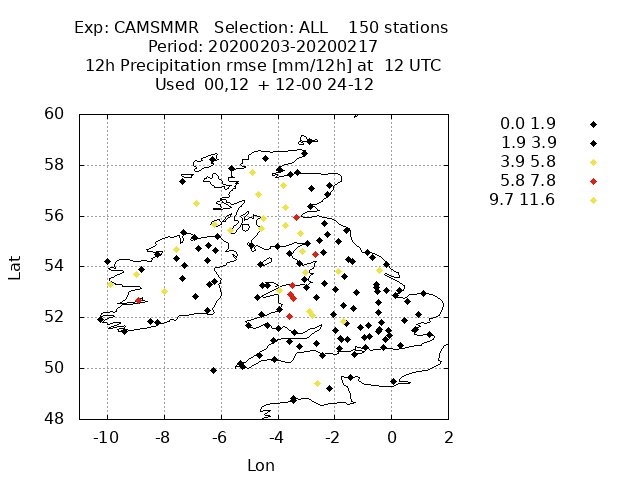 Exp: CAMSMMR   Selection: ALL    150 stations
Period: 20200203-20200217
12h Precipitation rmse [mm/12h] at  12 UTC
Used  00,12  + 12-00 24-12
0.0 1.9
1.9 3.9
3.9 5.8
5.8 7.8
9.7 11.6
60
58
56
54
52
50
48
Lat
-10 -8 -6 -4 -2 0 2
Lon